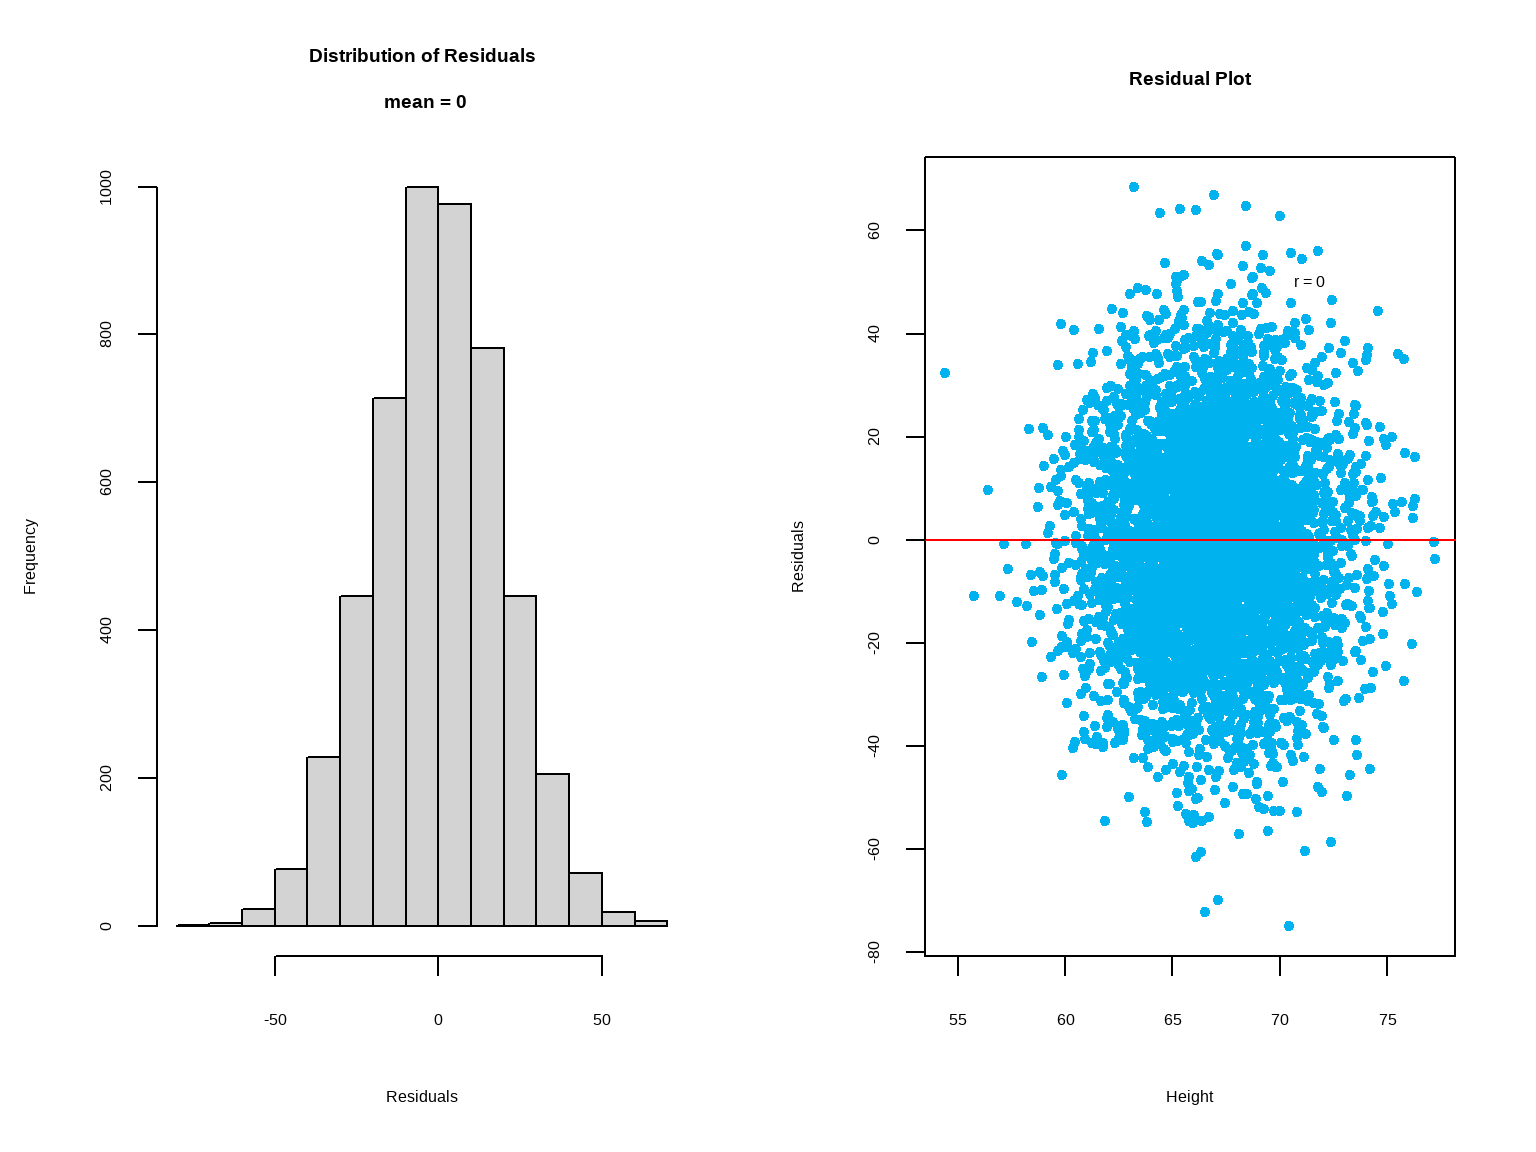 Distribution of Residuals
mean = 0
Frequency
1000
800
600
400
200
0
-50 0 50
Residuals
Residual Plot
r = 0
Residuals
60
40
20
0
-20
-40
-60
-80
55 60 65 70 75
Height